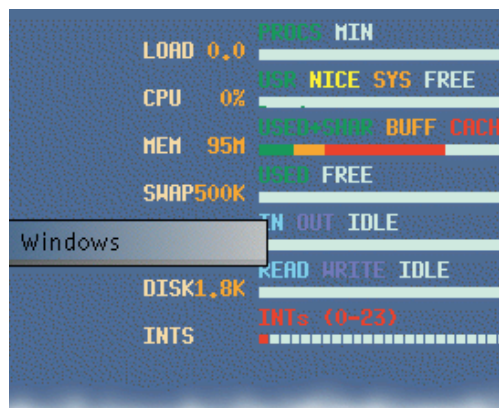 PROCS MIN
LOAD 0.0
USR NICE SYS FREE
CPU 0%
USED+SHAR BUFF CACH
MEM 95M
USED FREE
SWAP500K
IN OUT IDLE
Windows
READ WRITE IDLE
DISK1.8K
INTs (0-23)
INTS